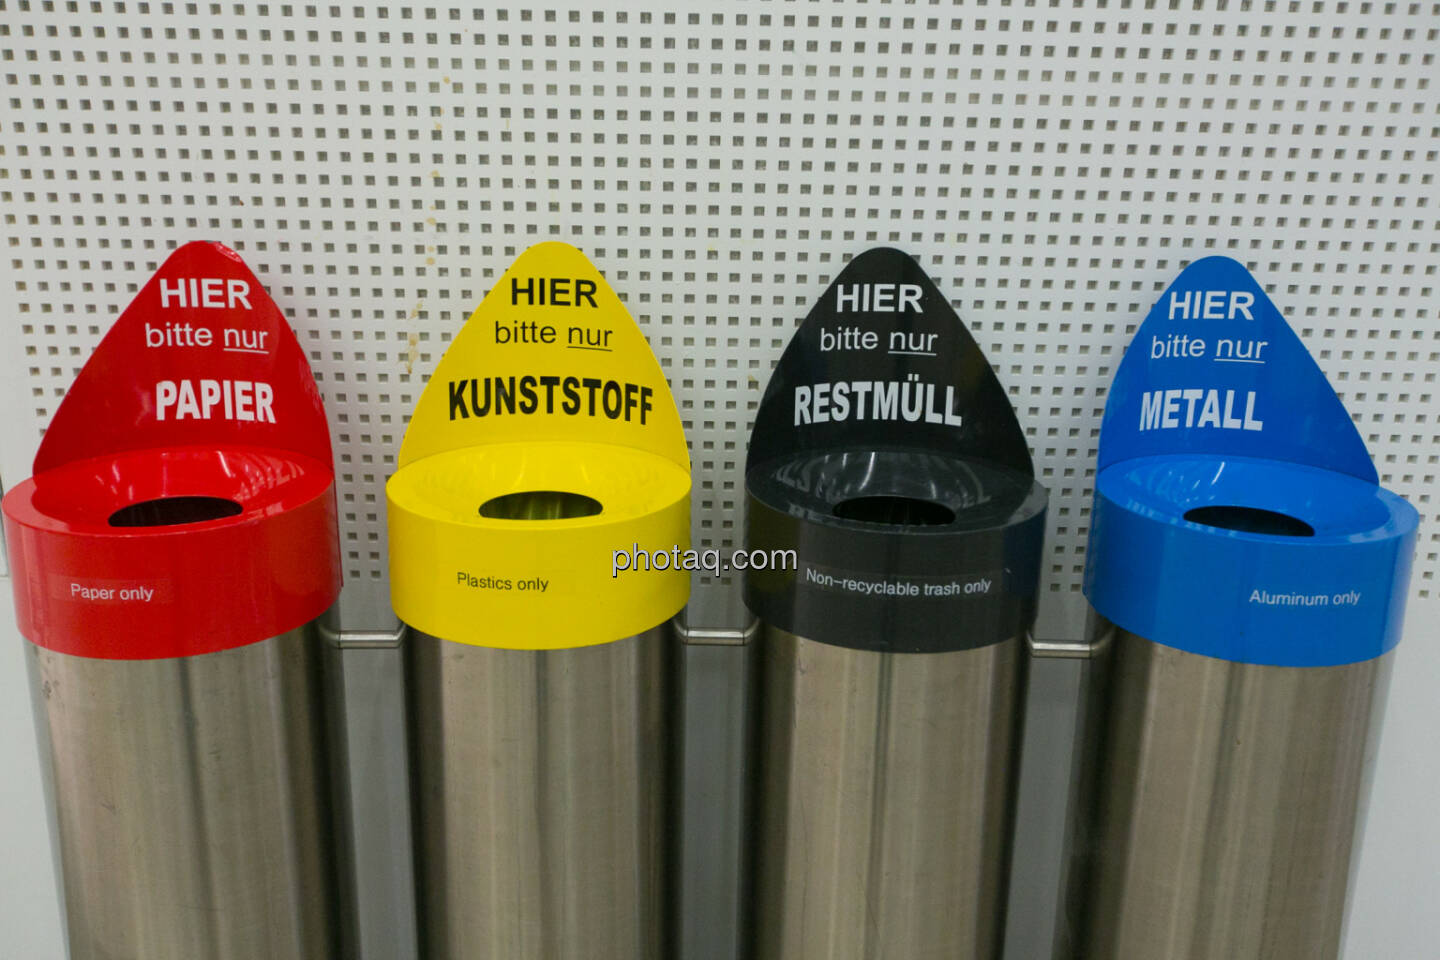 HIER
bitte nur
PAPIER
Paper only
HIER
bitte nur
KUNSTSTOFF
Plastics only
HIER
bitte nur
RESTMÜLL
Non-recyclable trash only
HIER
bitte nur
METALL
Aluminum only
photaq.com